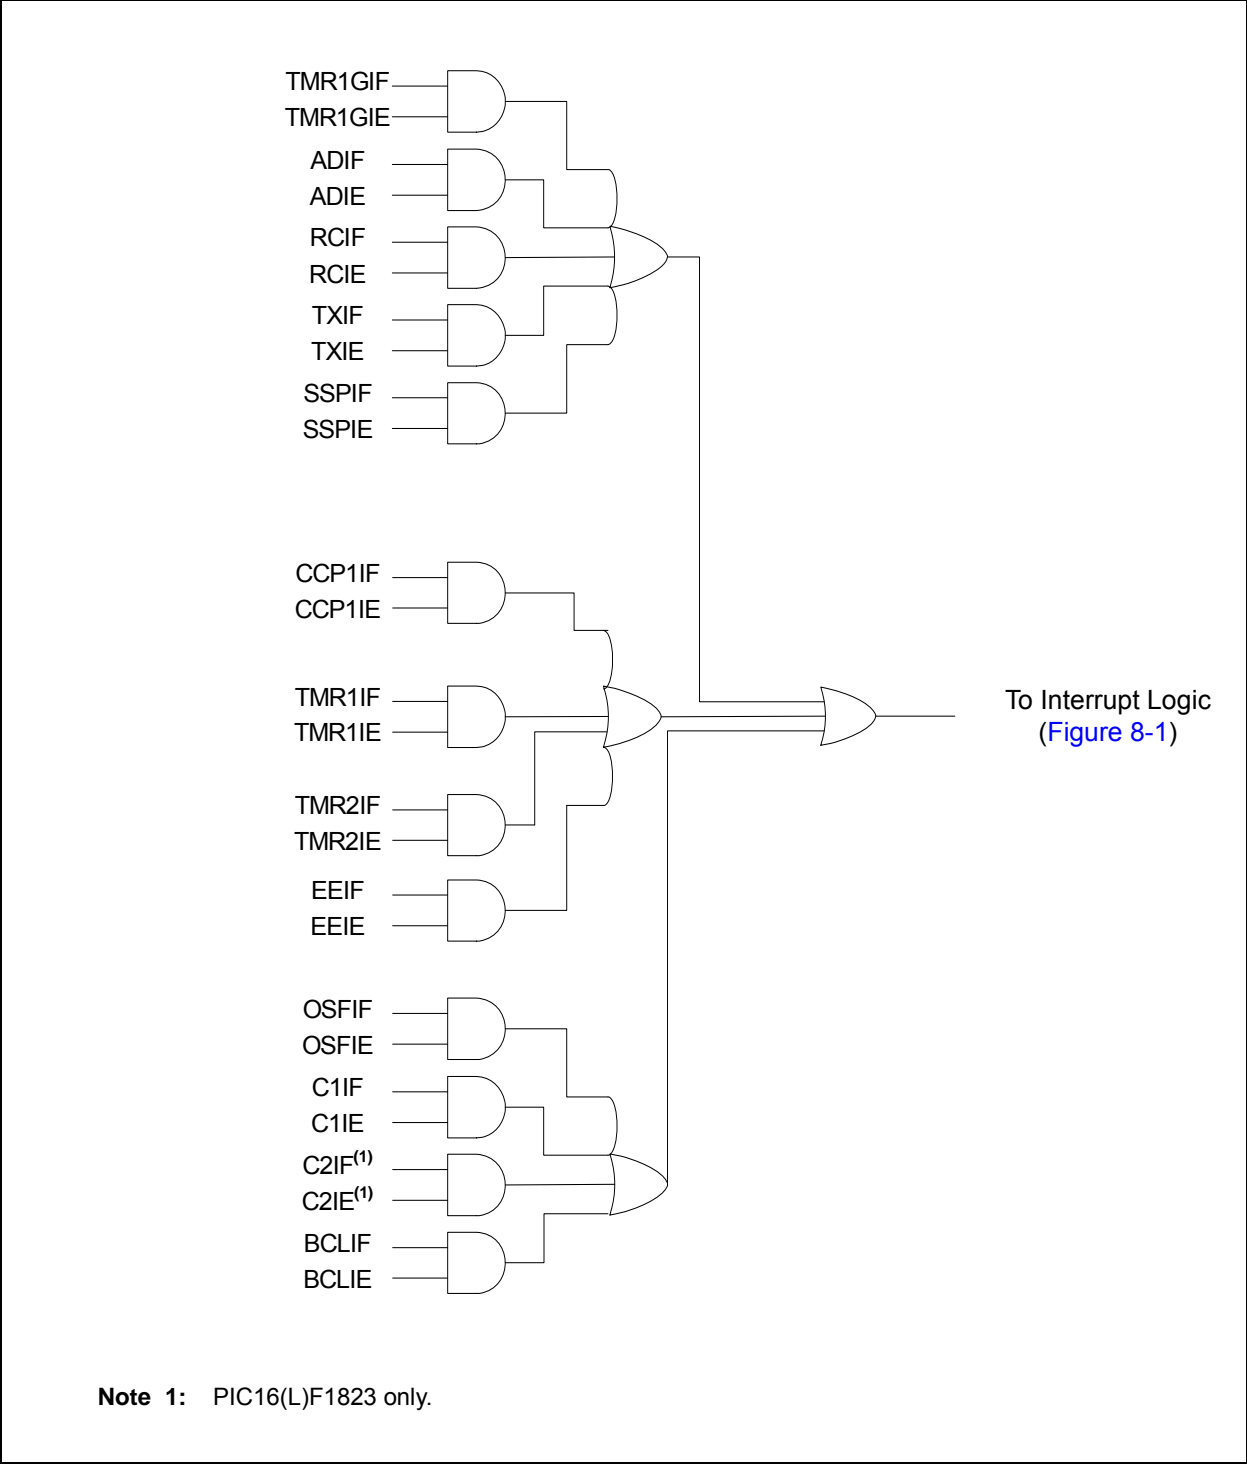 TMR1GIF
TMR1GIE
ADIF
ADIE
RCIF
RCIE
TXIF
TXIE
SSPIF
SSPIE
CCP1IF
CCP1IE
TMR1IF
TMR1IE
To Interrupt Logic
(Figure 8-1)
TMR2IF
TMR2IE
EEIF
EEIE
OSFIF
OSFIE
C1IF
C1IE
C2IF(1)
C2IE(1)
BCLIF
BCLIE
Note 1: PIC16(L)F1823 only.